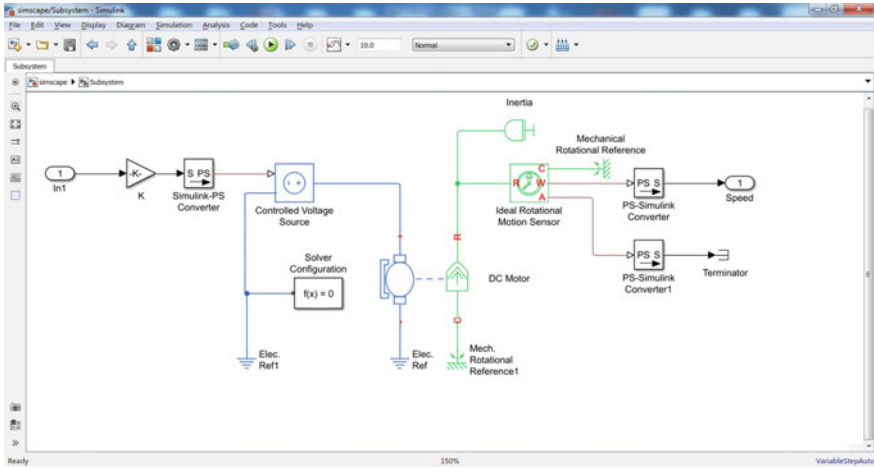 simscape/Subsystem - Simulink
File Edit View Display Diagram Simulation Analysis Code Tools Help
10.0 Normal
Subsystem
simscape Subsystem
Inertia
Mechanical
Rotational Reference
1
In1
-K-
K
S PS
Simulink-PS
Converter
Controlled Voltage
Source
R C W A
Ideal Rotational
Motion Sensor
PS S
PS-Simulink
Converter
1
Speed
Solver
Configuration
f(x) = 0
+
-
R
C
DC Motor
PS S
PS-Simulink
Converter1
Terminator
Elec.
Ref1
Elec.
Ref
Mech.
Rotational
Reference1
Ready 150% VariableStepAuto